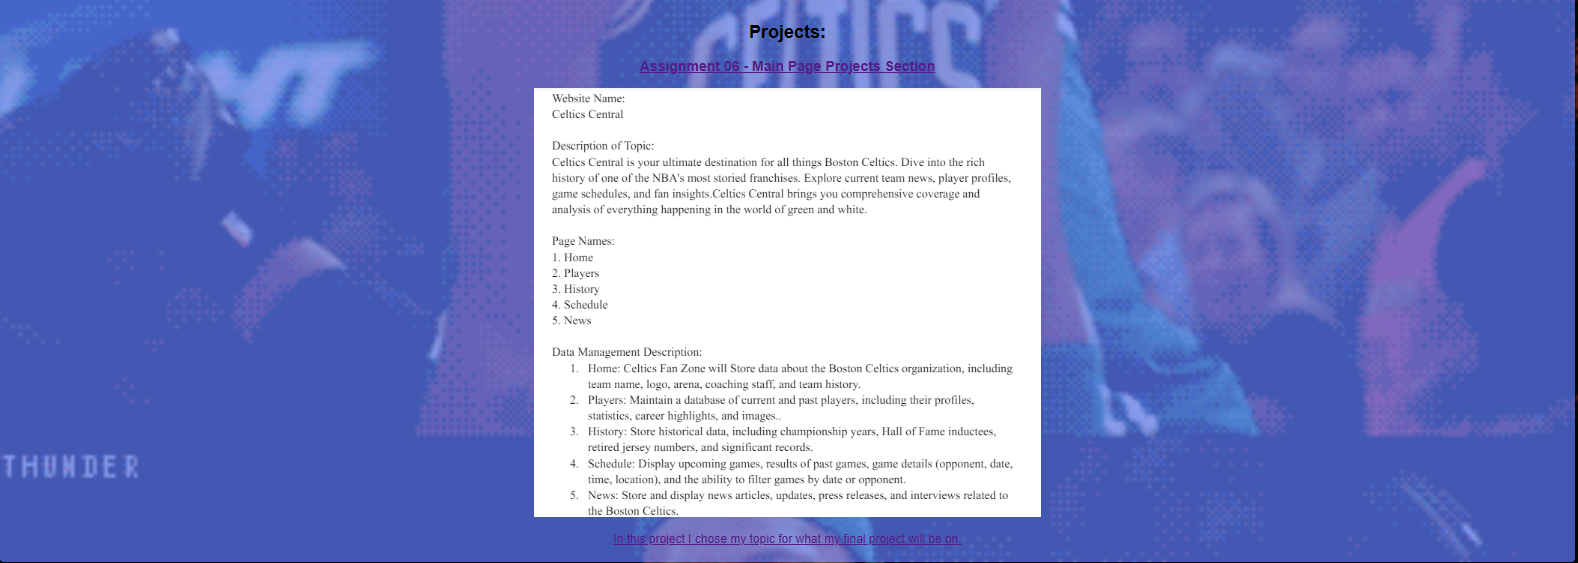 CELTICS
Projects:
Assignment 06 - Main Page Projects Section
Website Name:
Celtics Central
Description of Topic:
Celtics Central is your ultimate destination for all things Boston Celtics. Dive into the rich
history of one of the NBA's most storied franchises. Explore current team news, player profiles,
game schedules, and fan insights.Celtics Central brings you comprehensive coverage and
analysis of everything happening in the world of green and white.
Page Names:
1. Home
2. Players
3. History
4. Schedule
5. News
Data Management Description:
1. Home: Celtics Fan Zone will Store data about the Boston Celtics organization, including
team name, logo, arena, coaching staff, and team history.
2. Players: Maintain a database of current and past players, including their profiles,
statistics, career highlights, and images..
3. History: Store historical data, including championship years, Hall of Fame inductees,
retired jersey numbers, and significant records.
4. Schedule: Display upcoming games, results of past games, game details (opponent, date,
time, location), and the ability to filter games by date or opponent.
5. News: Store and display news articles, updates, press releases, and interviews related to
the Boston Celtics.
THUNDER
In this project I chose my topic for what my final project will be on.